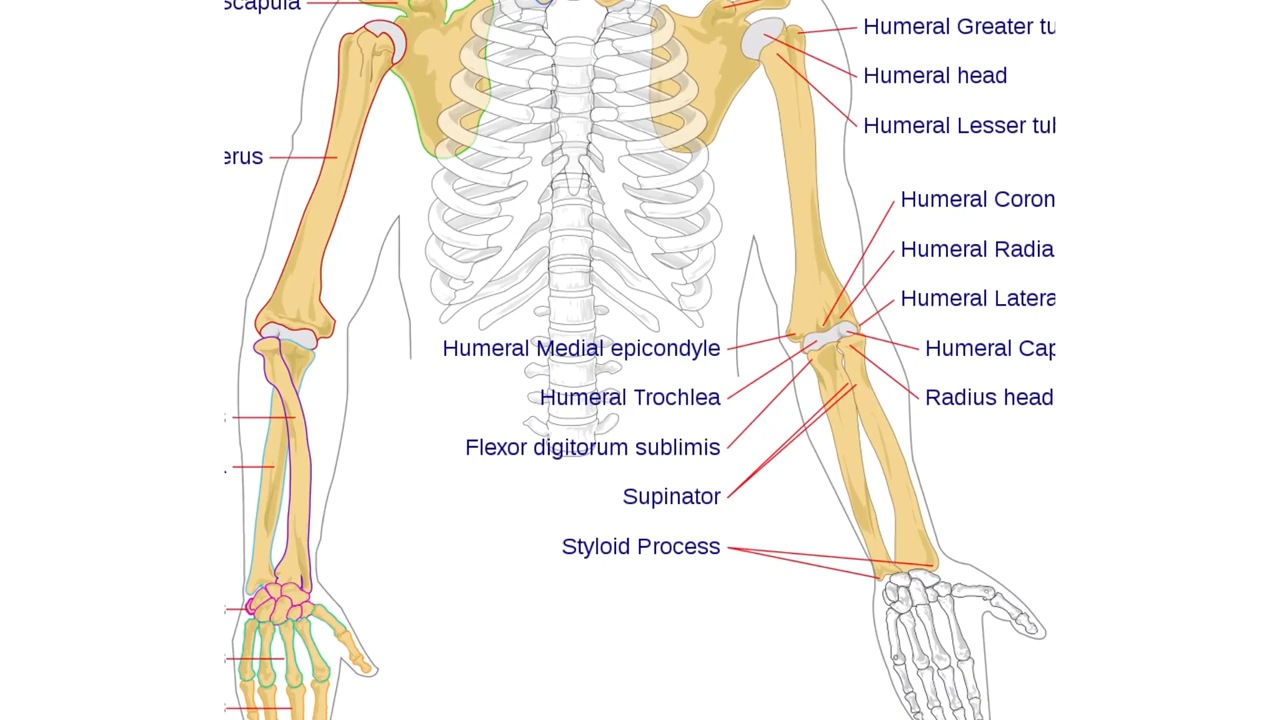 Scapula
Humeral Greater tu
Humeral head
Humeral Lesser tul
erus
Humeral Coron
Humeral Radia
Humeral Latera
Humeral Medial epicondyle
Humeral Cap
Humeral Trochlea
Radius head
Flexor digitorum sublimis
Supinator
Styloid Process